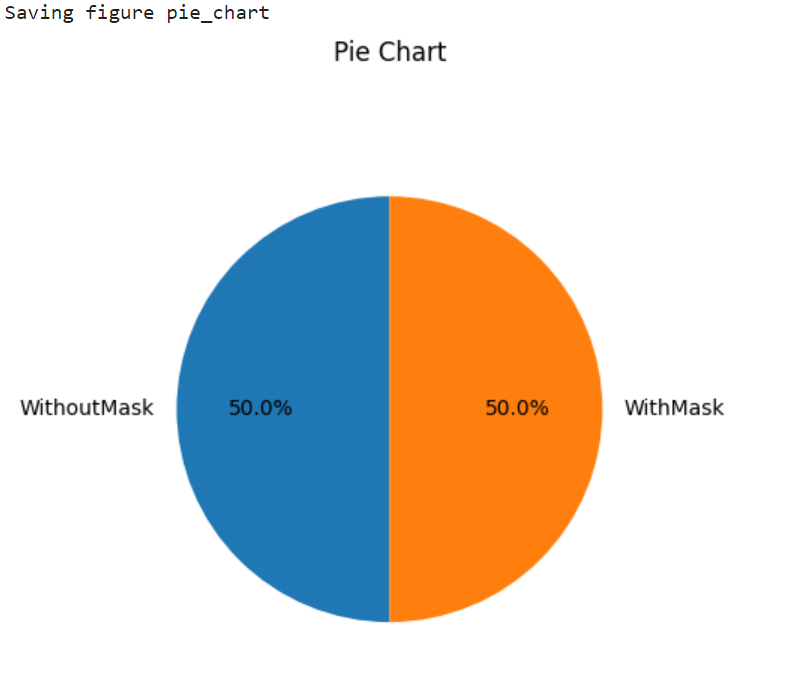 Saving figure pie_chart
Pie Chart
WithoutMask
50.0%
50.0%
WithMask